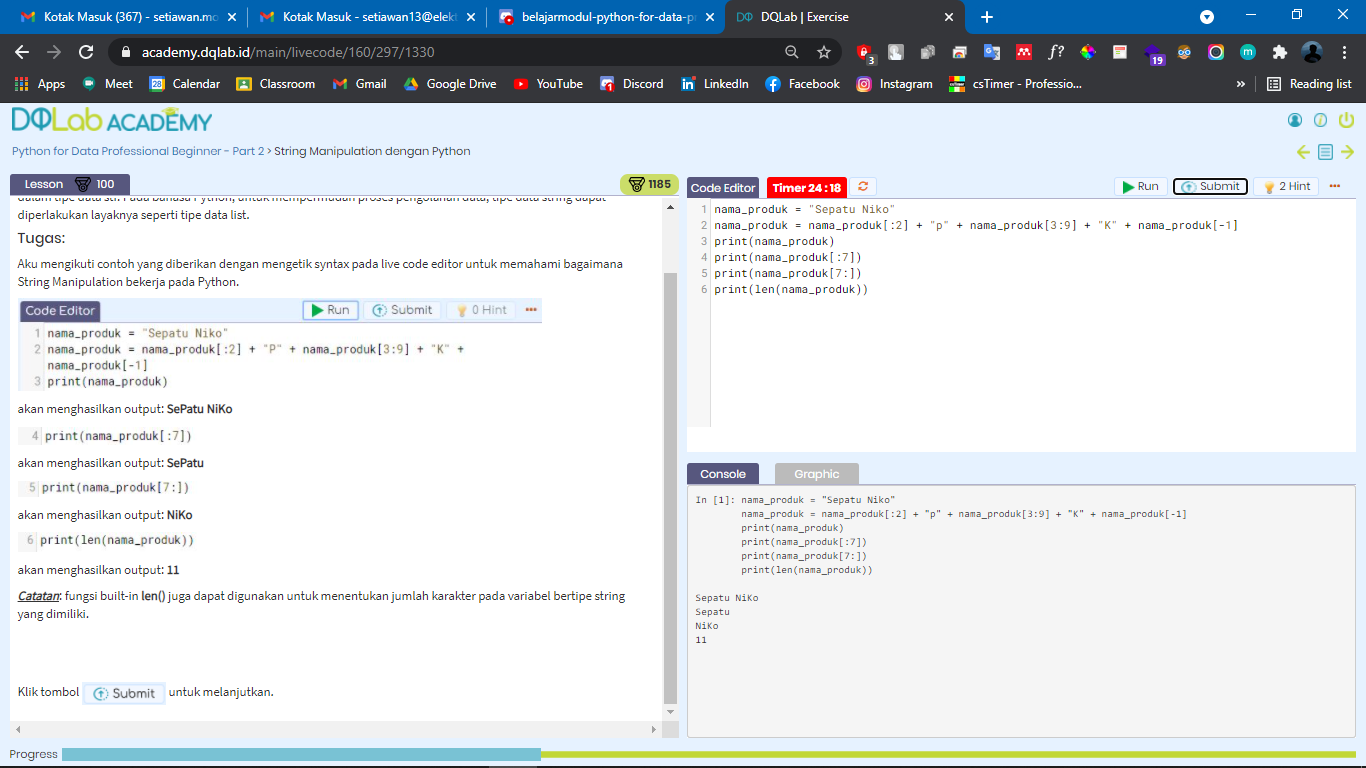 Kotak Masuk (367) - setiawan.mo
Kotak Masuk - setiawan13@elekt
belajarmodul-python-for-data-p
DQLab | Exercise
academy.dqlab.id/main/livecode/160/297/1330
3
f?
m
19
Apps
Meet
28 Calendar
Classroom
Gmail
Google Drive
YouTube
1 Discord
LinkedIn
Facebook
Instagram
csTimer - Professio...
»
Reading list
DQLab ACADEMY
Python for Data Professional Beginner - Part 2 > String Manipulation dengan Python
Lesson 100
1185
dalam tipe data str. Pada bahasa Python, untuk mempermudah proses pengolahan data, tipe data string dapat
diperlakukan layaknya seperti tipe data list.
Tugas:
Aku mengikuti contoh yang diberikan dengan mengetik syntax pada live code editor untuk memahami bagaimana
String Manipulation bekerja pada Python.
Code Editor Run Submit 0 Hint
1 nama_produk = "Sepatu Niko"
2 nama_produk = nama_produk[:2] + "P" + nama_produk[3:9] + "K" +
nama_produk[-1]
3 print(nama_produk)
akan menghasilkan output: SePatu NiKo
4 print(nama_produk[:7])
akan menghasilkan output: SePatu
5 print(nama_produk[7:])
akan menghasilkan output: NiKo
6 print(len(nama_produk))
akan menghasilkan output: 11
Catatan: fungsi built-in len() juga dapat digunakan untuk menentukan jumlah karakter pada variabel bertipe string
yang dimiliki.
Klik tombol Submit untuk melanjutkan.
Code Editor Timer 24 : 18 Run Submit 2 Hint
1 nama_produk = "Sepatu Niko"
2 nama_produk = nama_produk[:2] + "p" + nama_produk[3:9] + "K" + nama_produk[-1]
3 print(nama_produk)
4 print(nama_produk[:7])
5 print(nama_produk[7:])
6 print(len(nama_produk))
Console Graphic
In [1]: nama_produk = "Sepatu Niko"
nama_produk = nama_produk[:2] + "p" + nama_produk[3:9] + "K" + nama_produk[-1]
print(nama_produk)
print(nama_produk[:7])
print(nama_produk[7:])
print(len(nama_produk))
Sepatu NiKo
Sepatu
NiKo
11
Progress